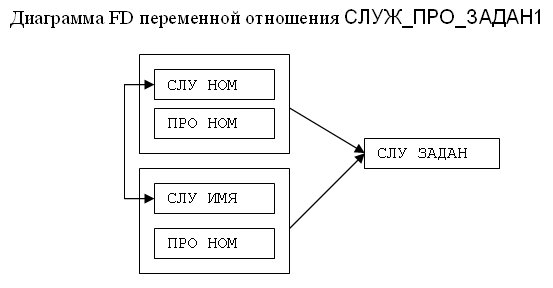 Диаграмма FD переменной отношения СЛУЖ_ПРО_ЗАДАН1
СЛУ НОМ
ПРО НОМ
СЛУ ЗАДАН
СЛУ ИМЯ
ПРО НОМ